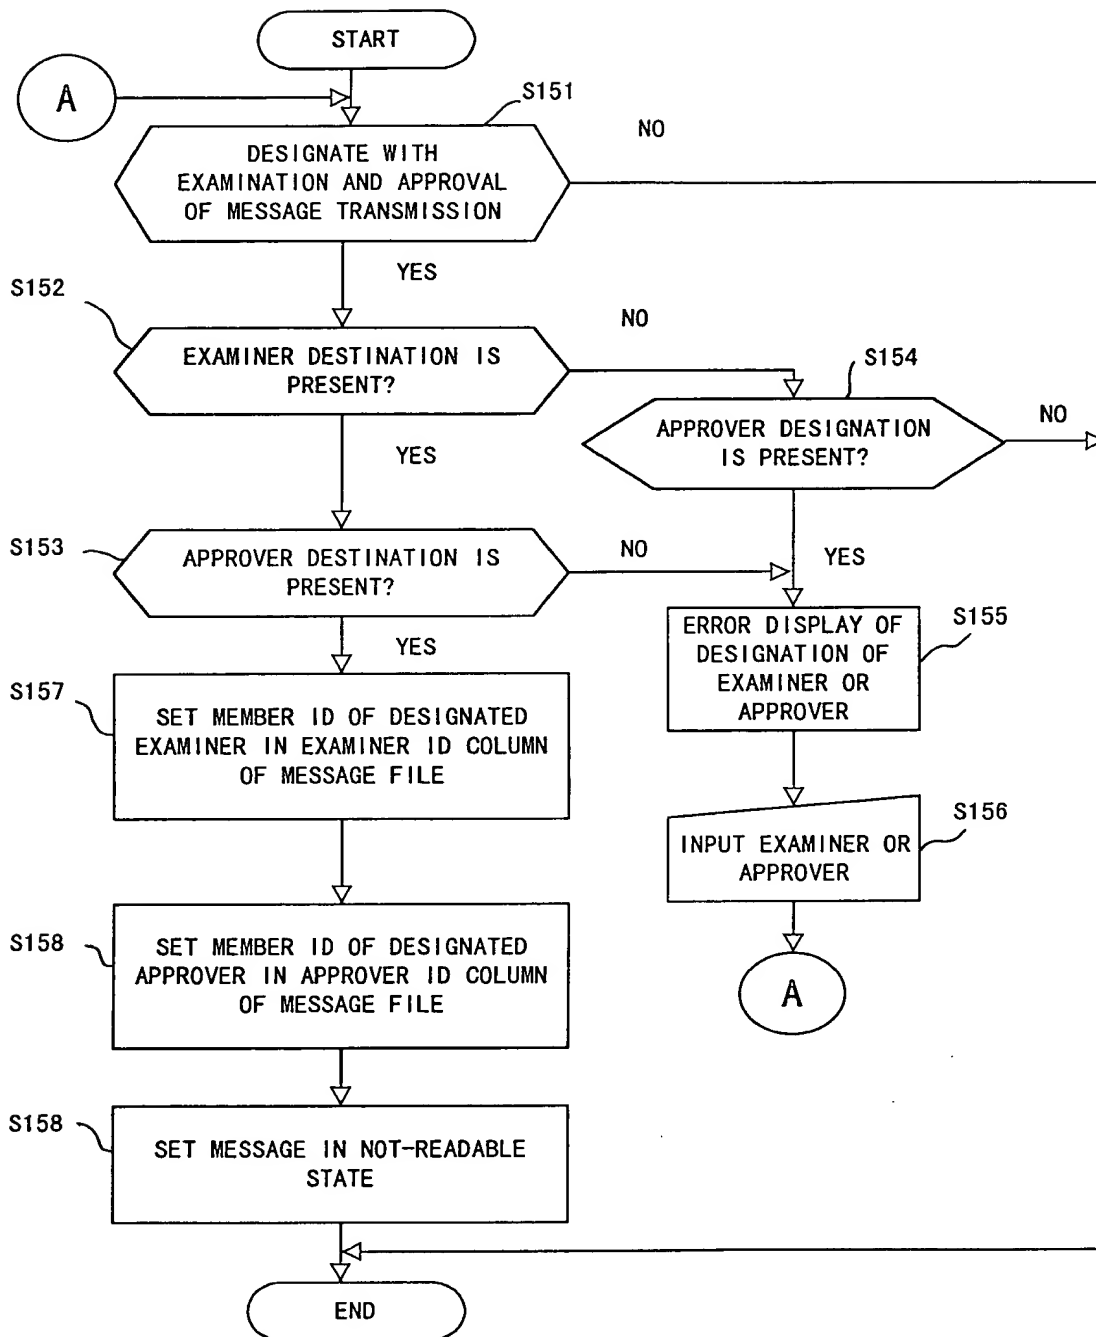 START
A
S151
DESIGNATE WITH
EXAMINATION AND APPROVAL
OF MESSAGE TRANSMISSION
NO
YES
S152
EXAMINER DESTINATION IS
PRESENT?
NO
S154
APPROVER DESIGNATION
IS PRESENT?
NO
YES
S153
APPROVER DESTINATION IS
PRESENT?
NO
YES
YES
S155
ERROR DISPLAY OF
DESIGNATION OF
EXAMINER OR
APPROVER
S157
SET MEMBER ID OF DESIGNATED
EXAMINER IN EXAMINER ID COLUMN
OF MESSAGE FILE
S156
INPUT EXAMINER OR
APPROVER
A
S158
SET MEMBER ID OF DESIGNATED
APPROVER IN APPROVER ID COLUMN
OF MESSAGE FILE
S158
SET MESSAGE IN NOT-READABLE
STATE
END